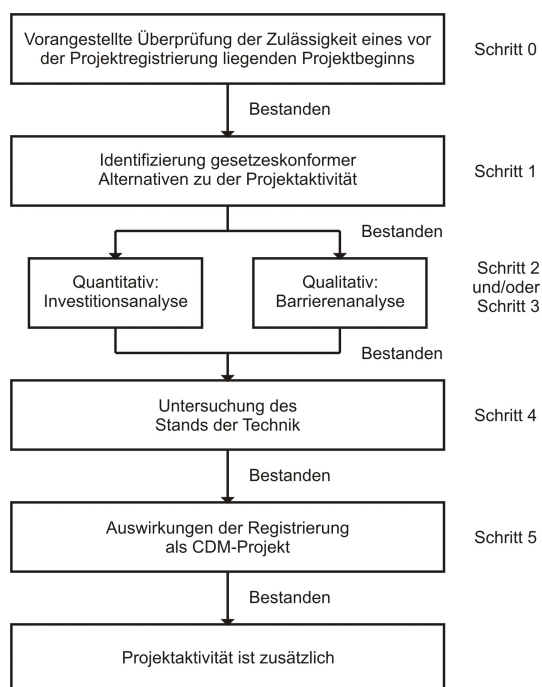 Vorangestellte Überprüfung der Zulässigkeit eines vor
der Projektregistrierung liegenden Projektbeginns
Schritt 0
Bestanden
Identifizierung gesetzeskonformer
Alternativen zu der Projektaktivität
Schritt 1
Bestanden
Quantitativ:
Investitionsanalyse
Qualitativ:
Barrierenanalyse
Schritt 2
und/oder
Schritt 3
Bestanden
Untersuchung des
Stands der Technik
Schritt 4
Bestanden
Auswirkungen der Registrierung
als CDM-Projekt
Schritt 5
Bestanden
Projektaktivität ist zusätzlich